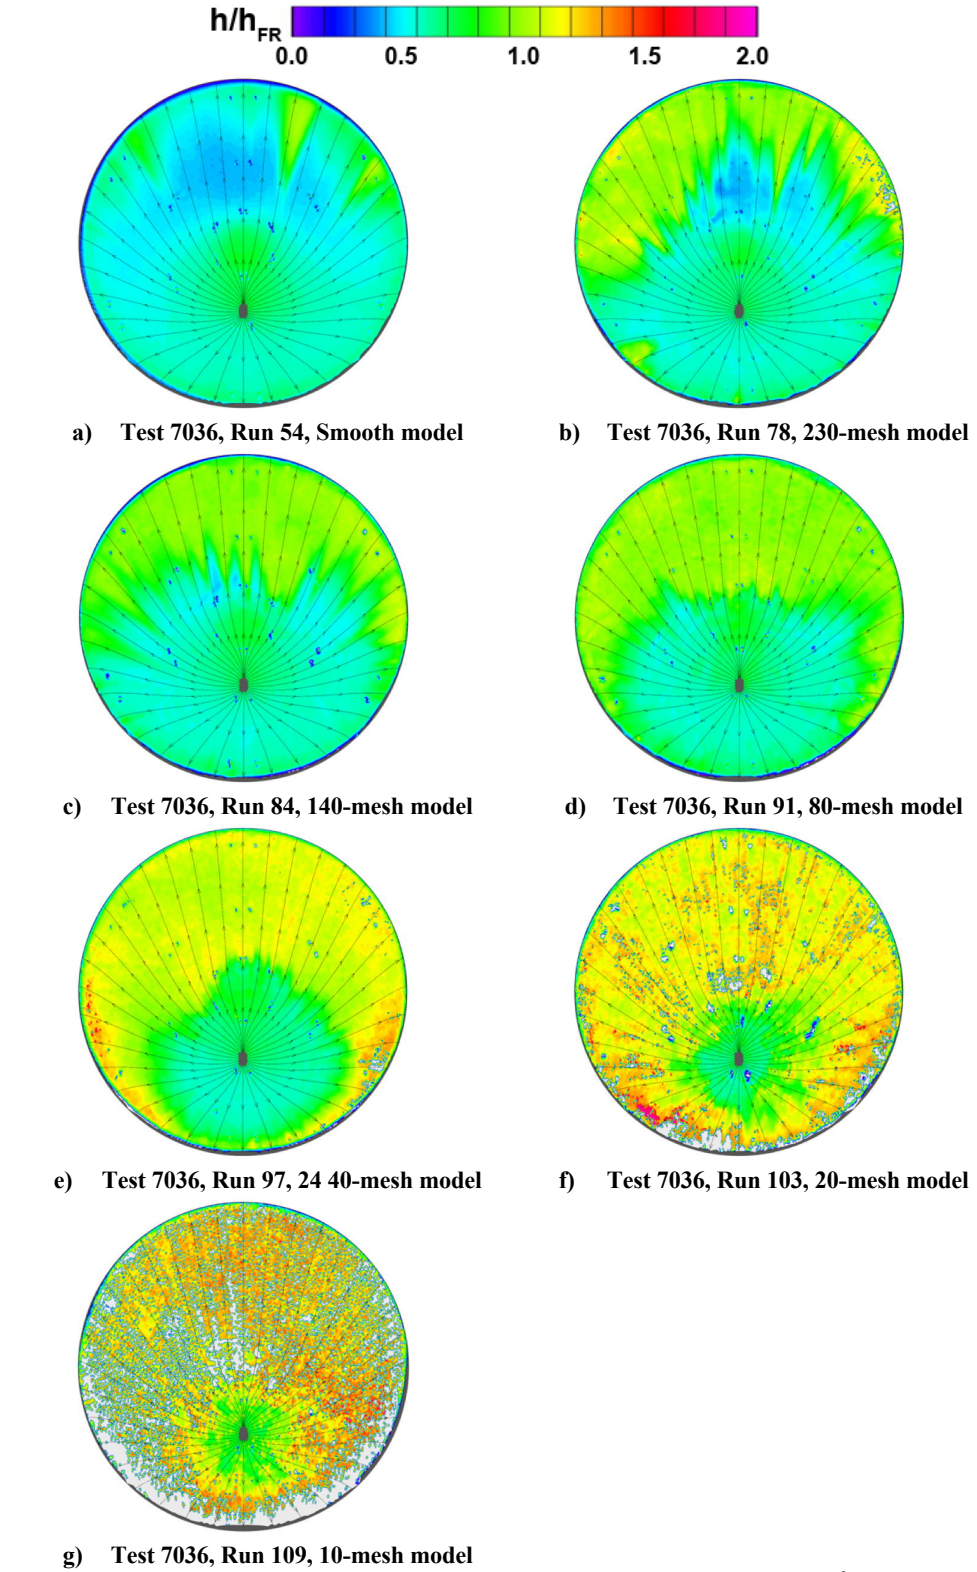 h/hFR
0.0 0.5 1.0 1.5 2.0
a) Test 7036, Run 54, Smooth model
b) Test 7036, Run 78, 230-mesh model
c) Test 7036, Run 84, 140-mesh model
d) Test 7036, Run 91, 80-mesh model
e) Test 7036, Run 97, 24 40-mesh model
f) Test 7036, Run 103, 20-mesh model
g) Test 7036, Run 109, 10-mesh model